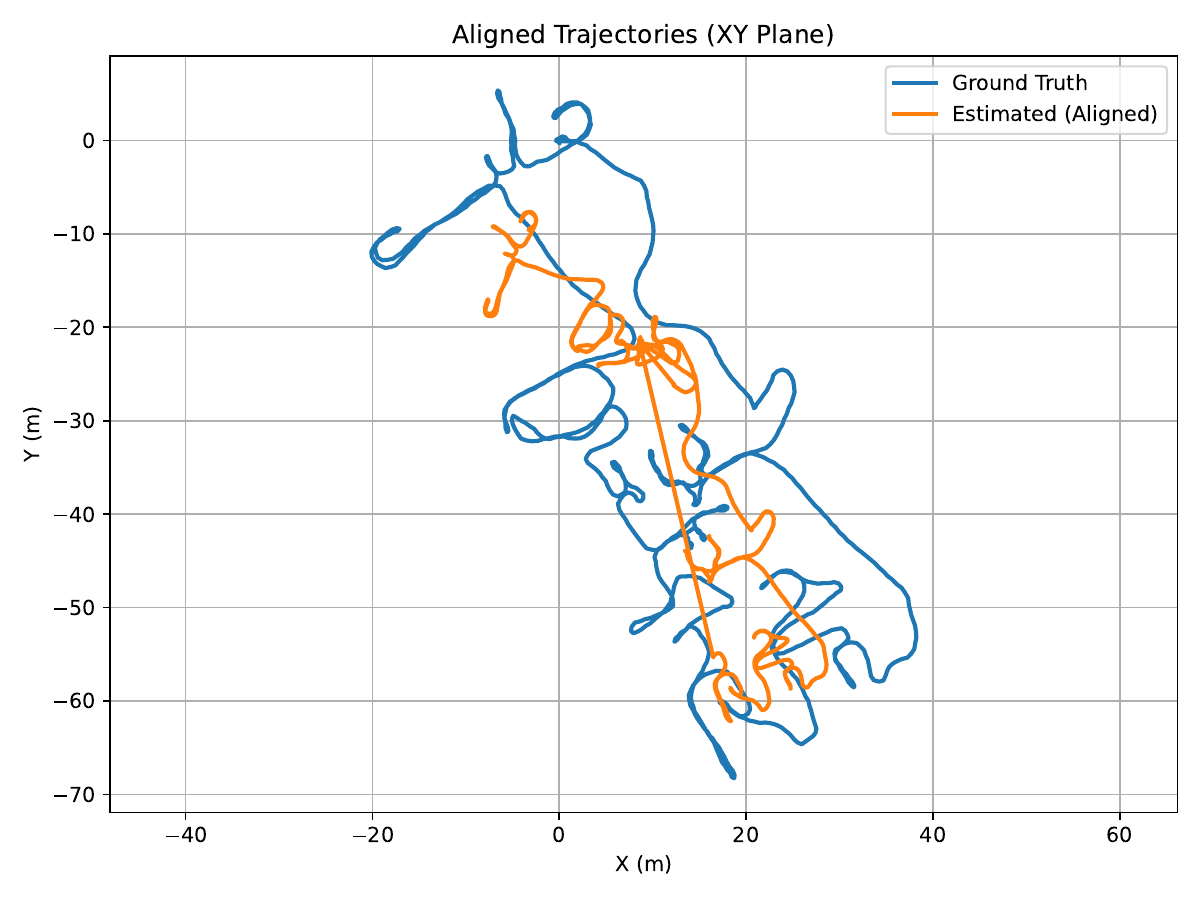 Aligned Trajectories (XY Plane)
Ground Truth
Estimated (Aligned)
0
−10
−20
−30
−40
−50
−60
−70
Y (m)
−40 −20 0 20 40 60
X (m)